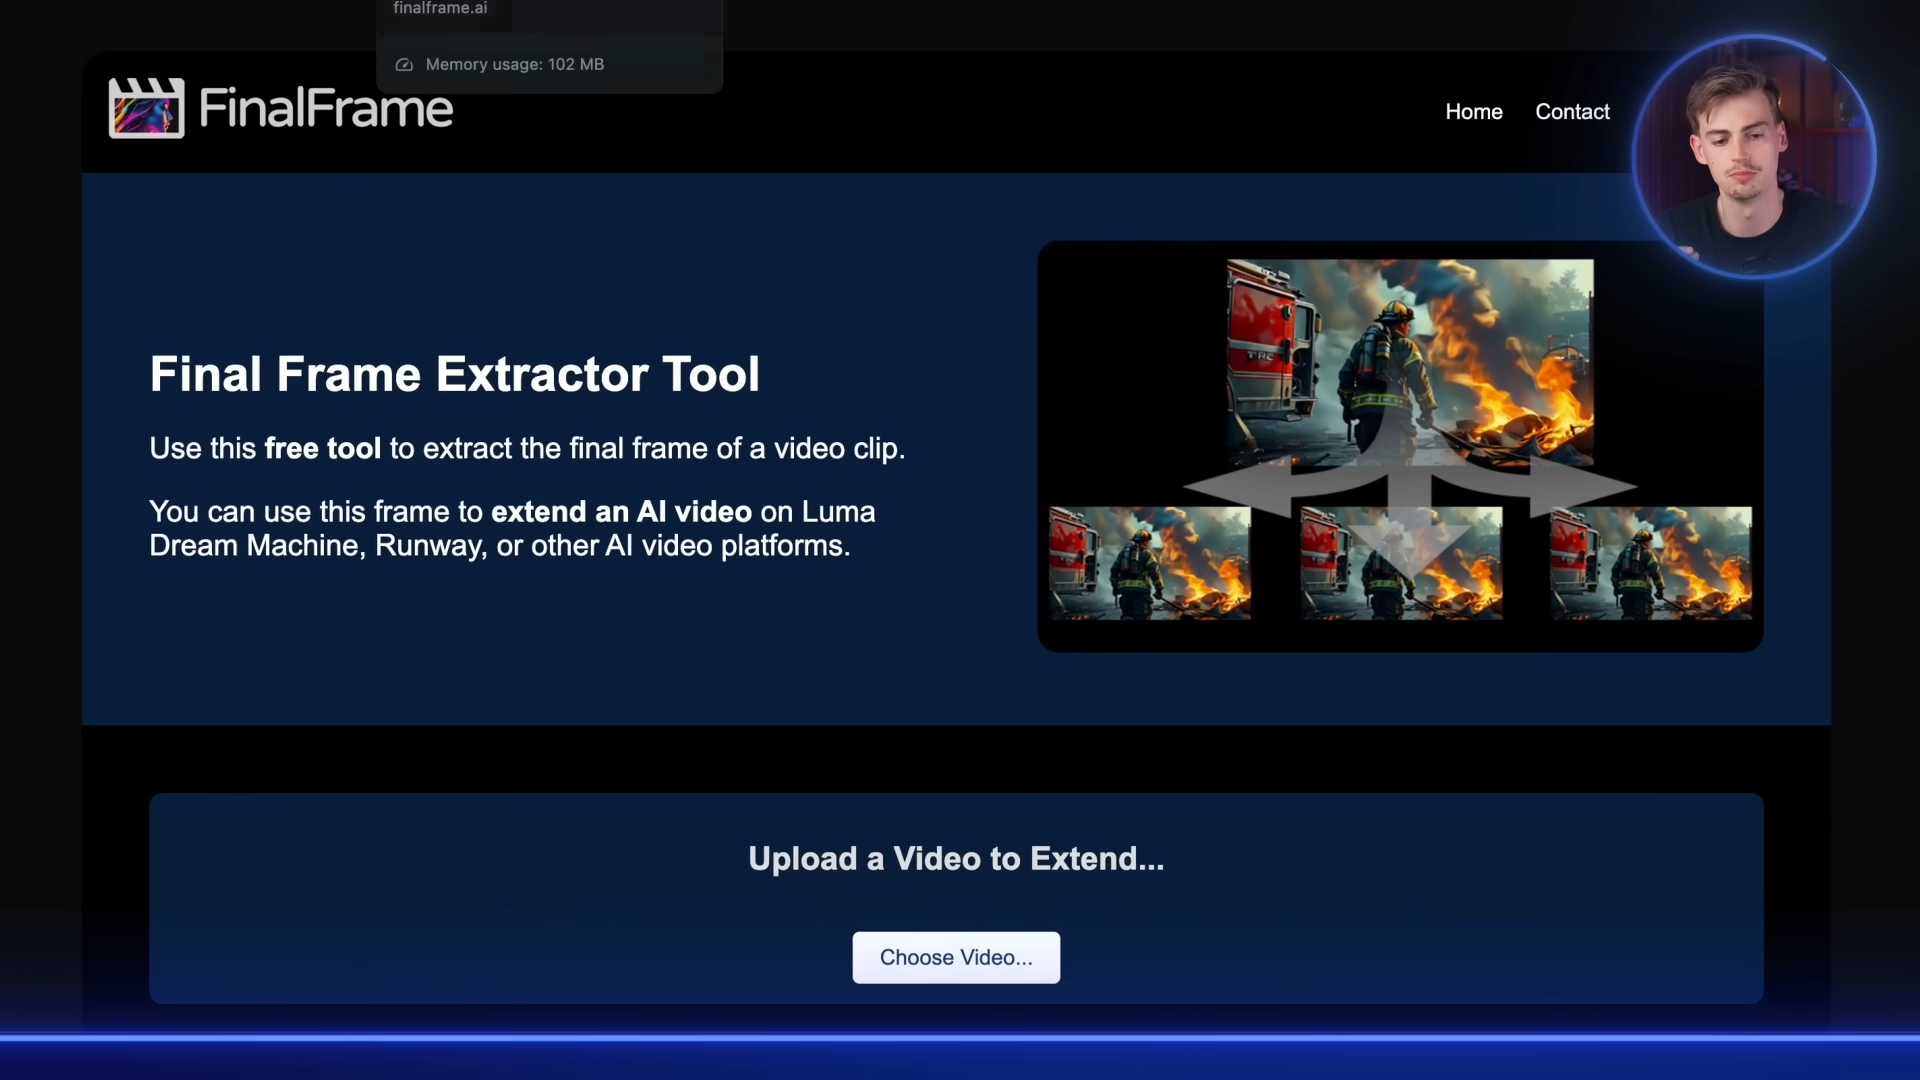 finalframe.ai
Memory usage: 102 MB
FinalFrame
Home
Contact
Final Frame Extractor Tool
Use this free tool to extract the final frame of a video clip.
You can use this frame to extend an AI video on Luma
Dream Machine, Runway, or other AI video platforms.
TRC
Upload a Video to Extend...
Choose Video...